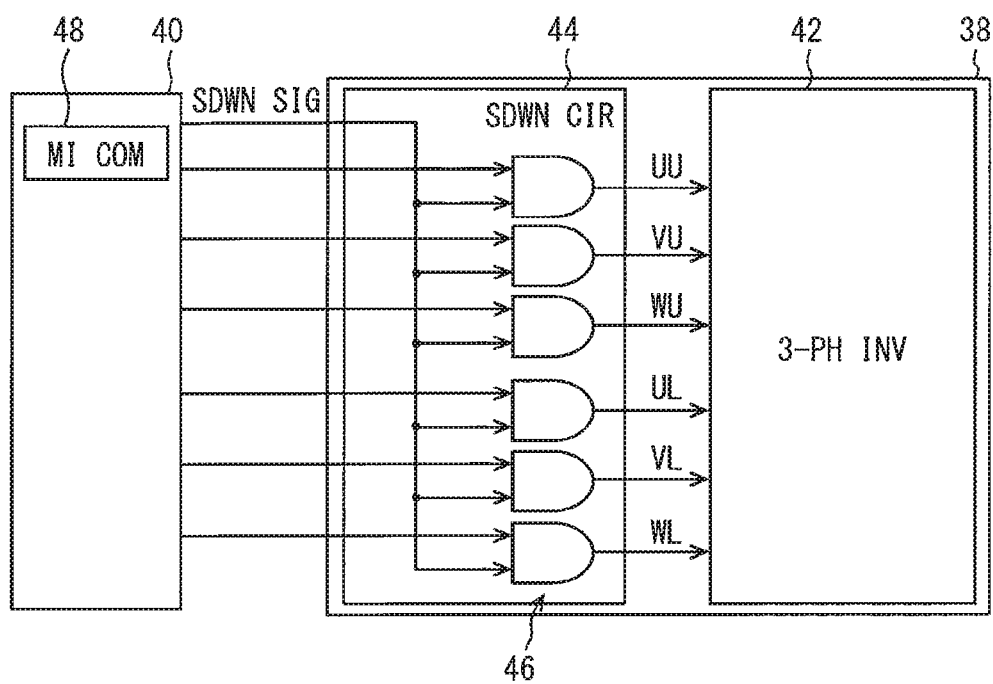 48
40
44
42
38
SDWN SIG
SDWN CIR
MI COM
UU
VU
WU
3-PH INV
UL
VL
WL
46